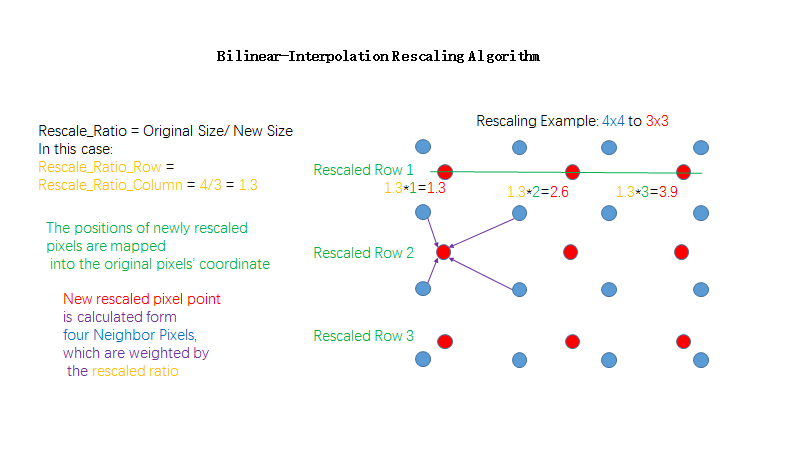 Bilinear-Interpolation Rescaling Algorithm
Rescaling Example: 4x4 to 3x3
Rescale_Ratio = Original Size/ New Size
In this case:
Rescale_Ratio_Row =
Rescale_Ratio_Column = 4/3 = 1.3
Rescaled Row 1
1.3*1=1.3
1.3*2=2.6
1.3*3=3.9
The positions of newly rescaled
pixels are mapped
into the original pixels' coordinate
Rescaled Row 2
New rescaled pixel point
is calculated form
four Neighbor Pixels,
which are weighted by
the rescaled ratio
Rescaled Row 3